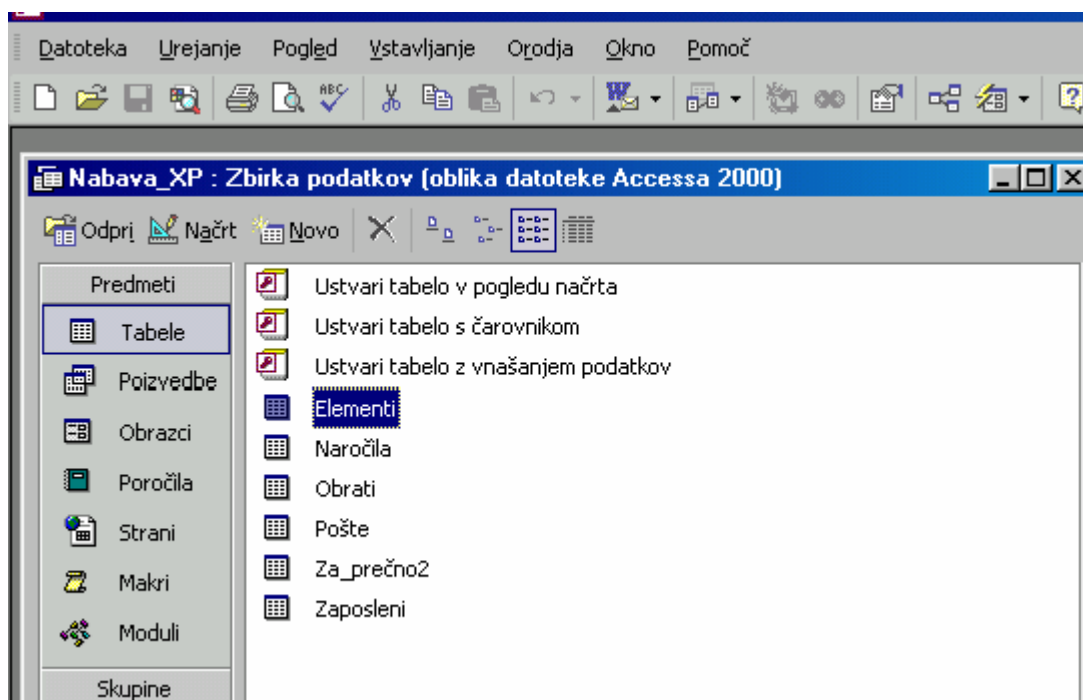 Datoteka Urejanje Pogled Vstavljanje Orodja Okno Pomoč
ABC
Nabava_XP : Zbirka podatkov (oblika datoteke Accessa 2000)
Odpri Načrt Novo
Predmeti
Tabele
Poizvedbe
Obrazci
Poročila
Strani
Makri
Moduli
Skupine
Ustvari tabelo v pogledu načrta
Ustvari tabelo s čarovnikom
Ustvari tabelo z vnašanjem podatkov
Elementi
Naročila
Obrati
Pošte
Za_prečno2
Zaposleni